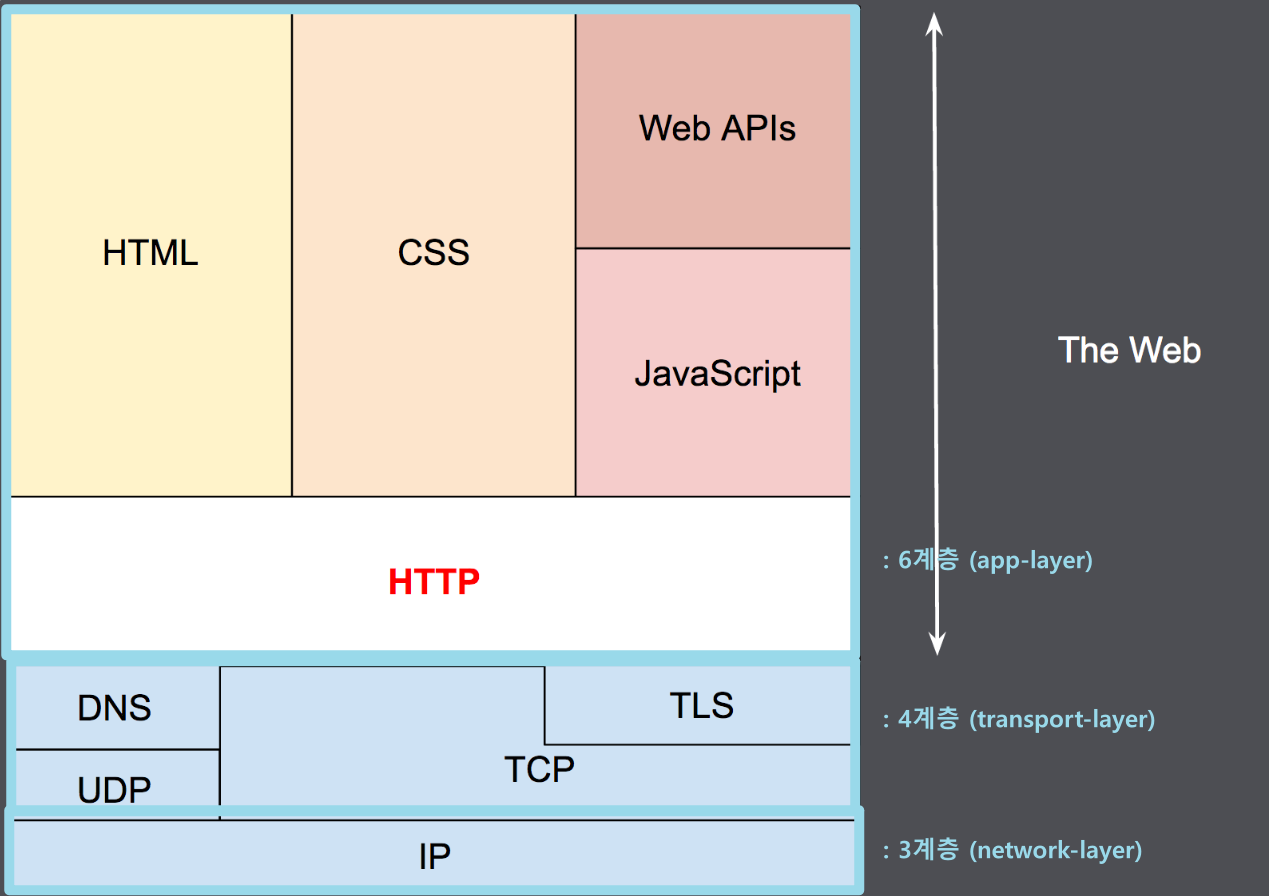 HTML
CSS
Web APIs
JavaScript
The Web
HTTP
: 6계층 (app-layer)
DNS
TLS
: 4계층 (transport-layer)
TCP
UDP
IP
: 3계층 (network-layer)